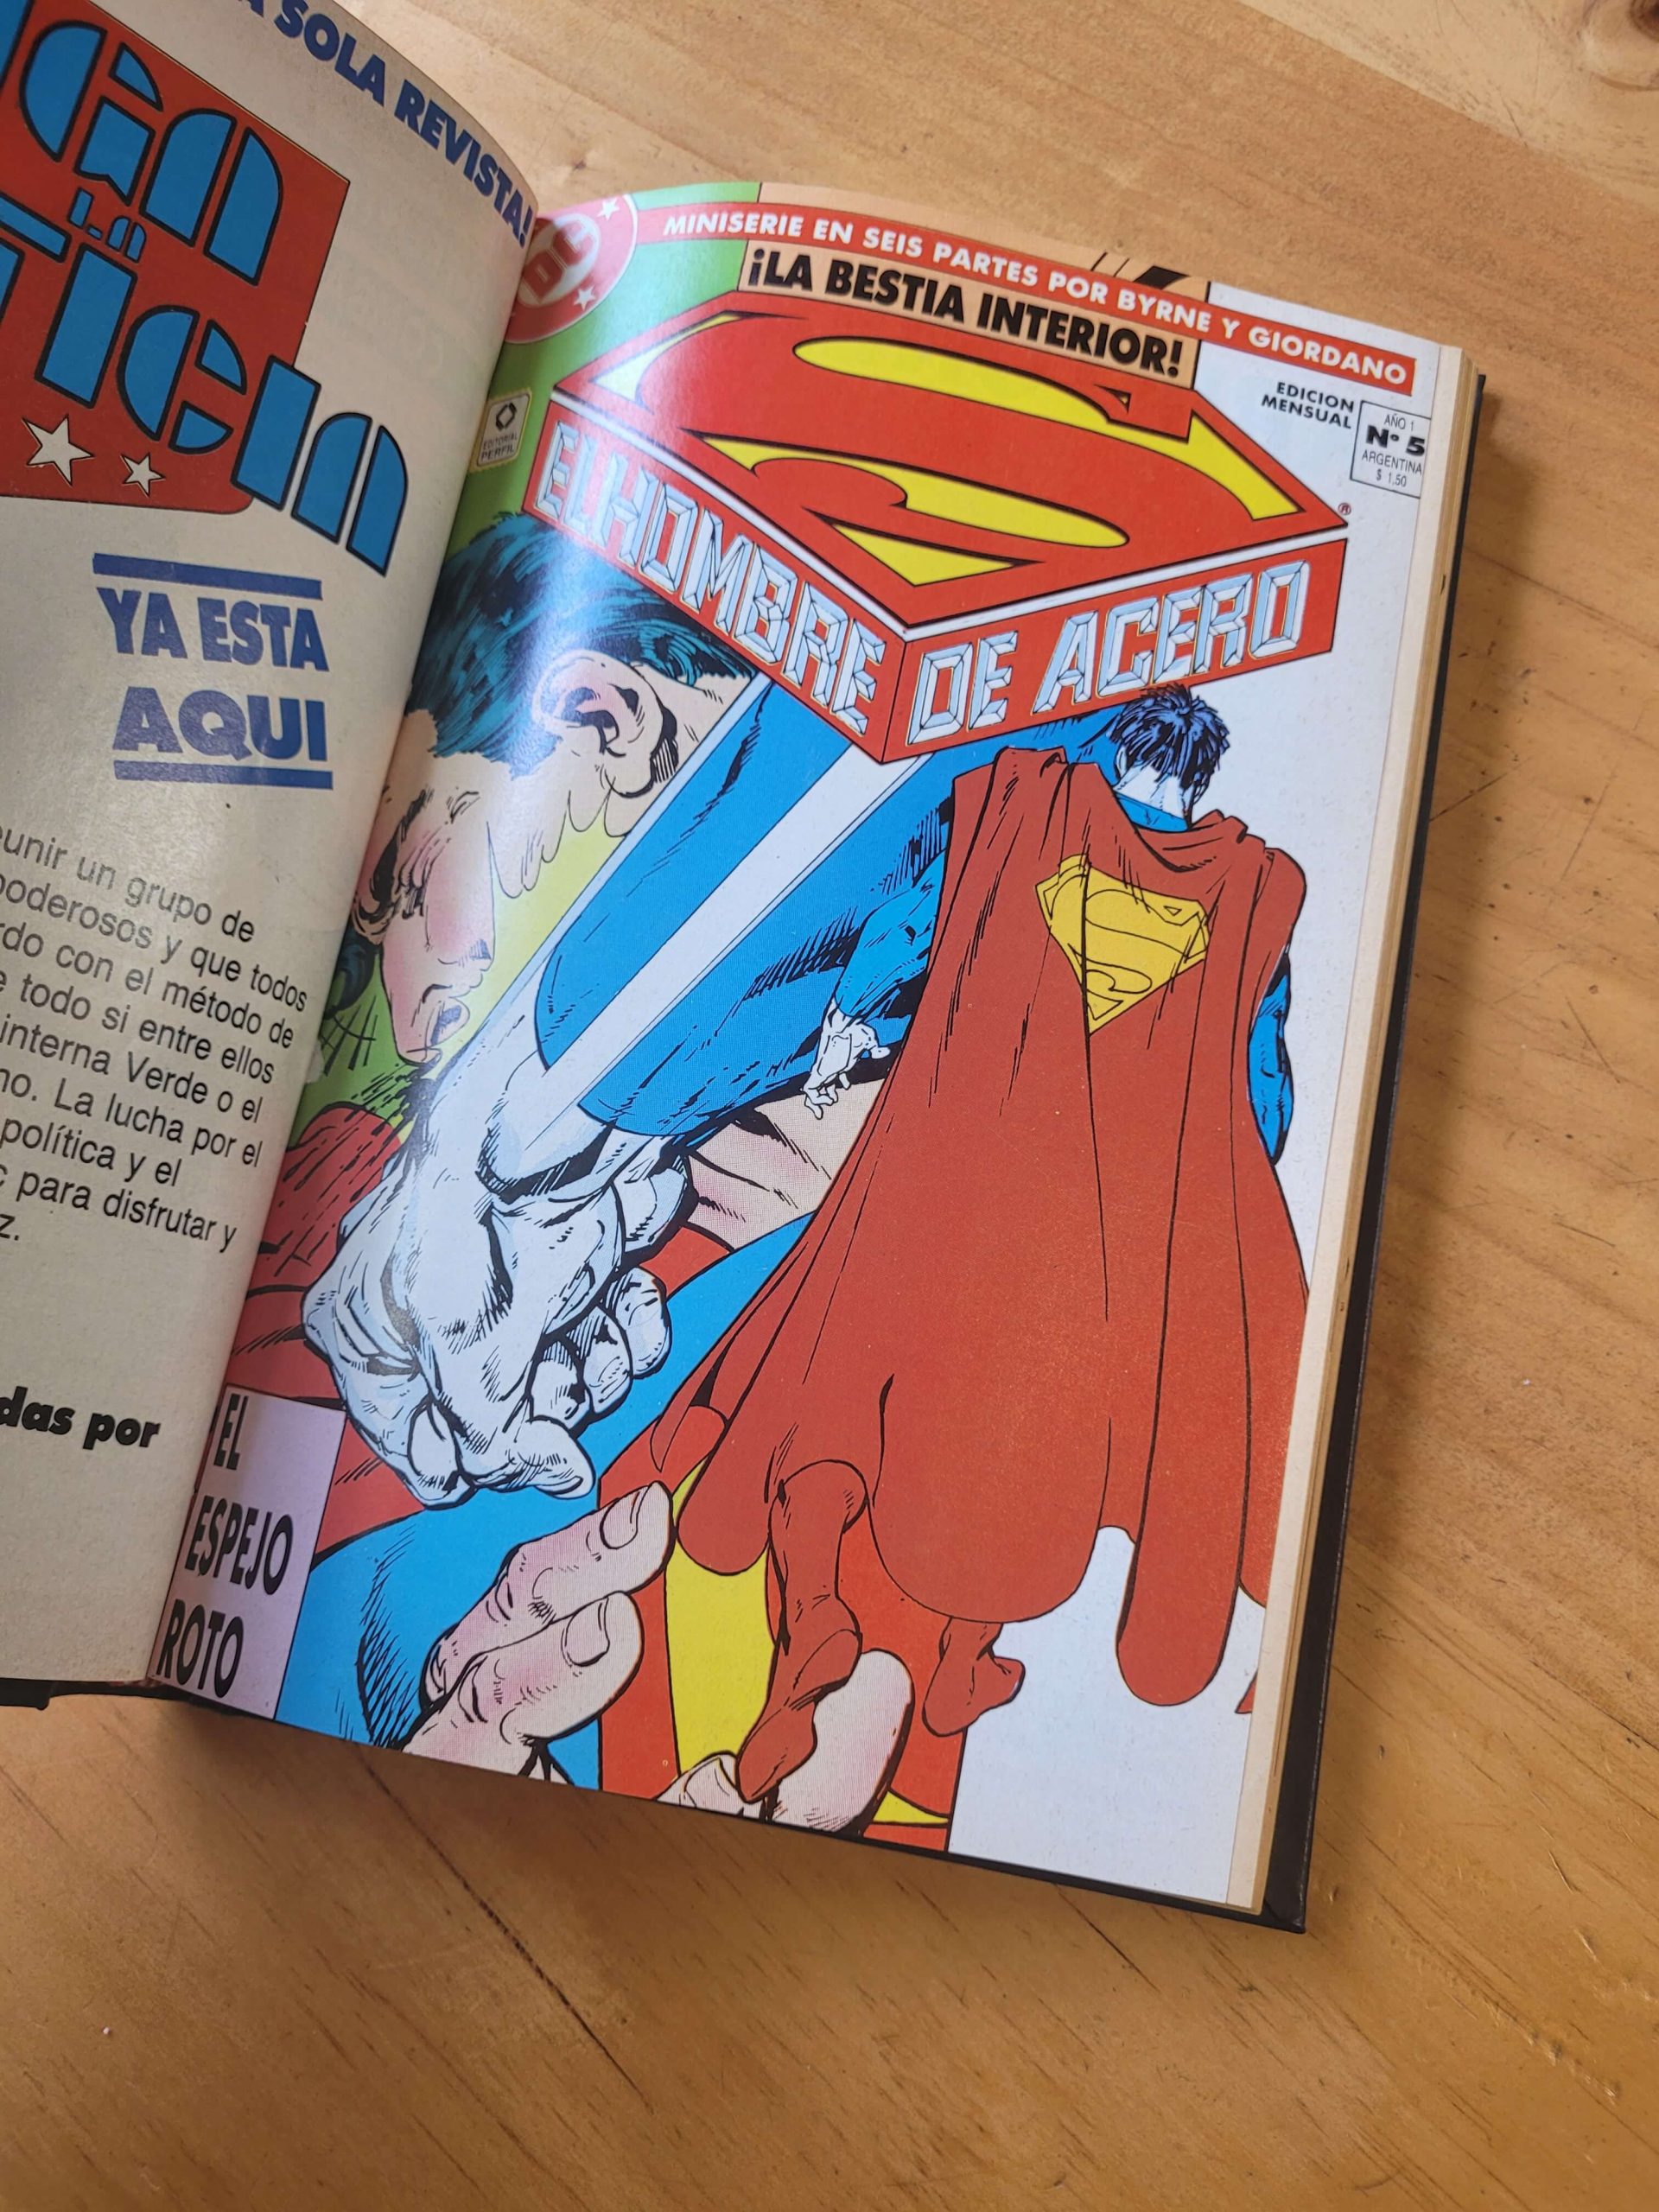 SOLA REVISTA!
YA ESTA
AQUI
un grupo de
poderosos y que todos
con el método de
todo si entre ellos
interna Verde o el
La lucha por el
política y el
para disfrutar y
por
DC
MINISERIE EN SEIS PARTES POR BYRNE Y GIORDANO
¡LA BESTIA INTERIOR!
EDICION
MENSUAL
AÑO 1
Nº 5
ARGENTINA
$ 1,50
EDITORIAL
PERFIL
S
®
EL HOMBRE DE ACERO
EL
ESPEJO
ROTO